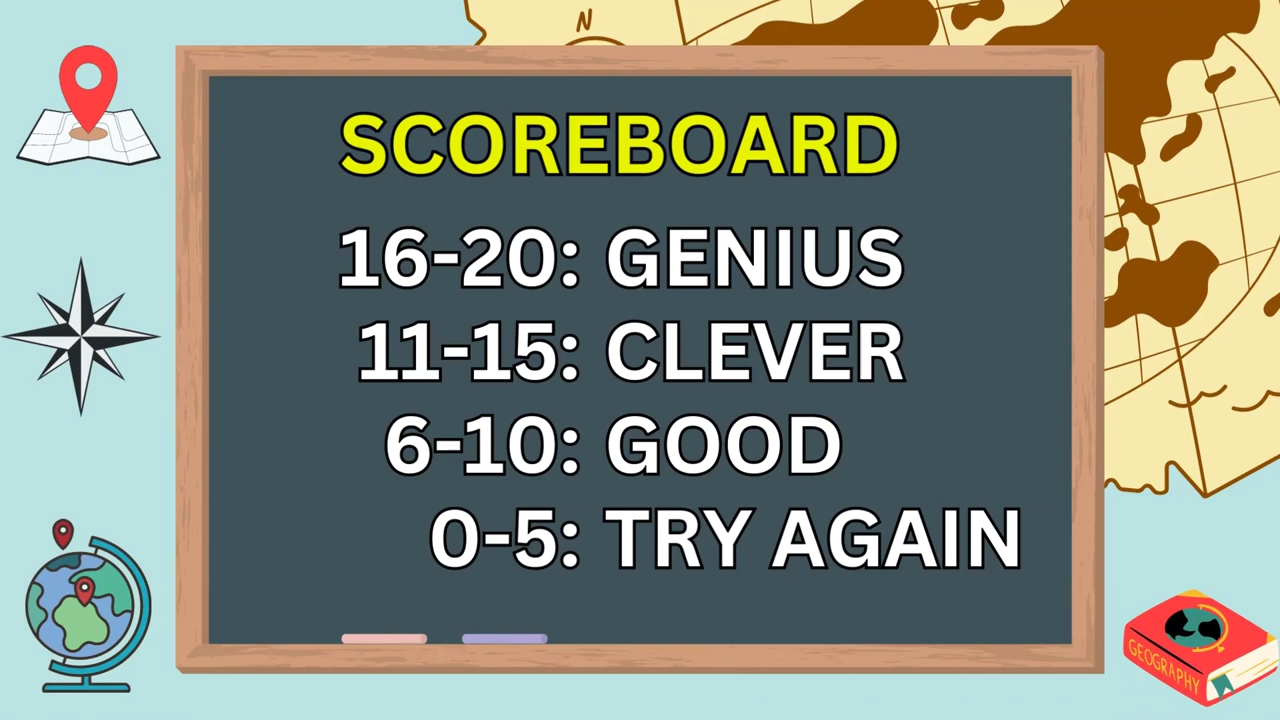 N
SCOREBOARD
16-20: GENIUS
11-15: CLEVER
6-10: GOOD
0-5: TRY AGAIN
GEOGRAPHY